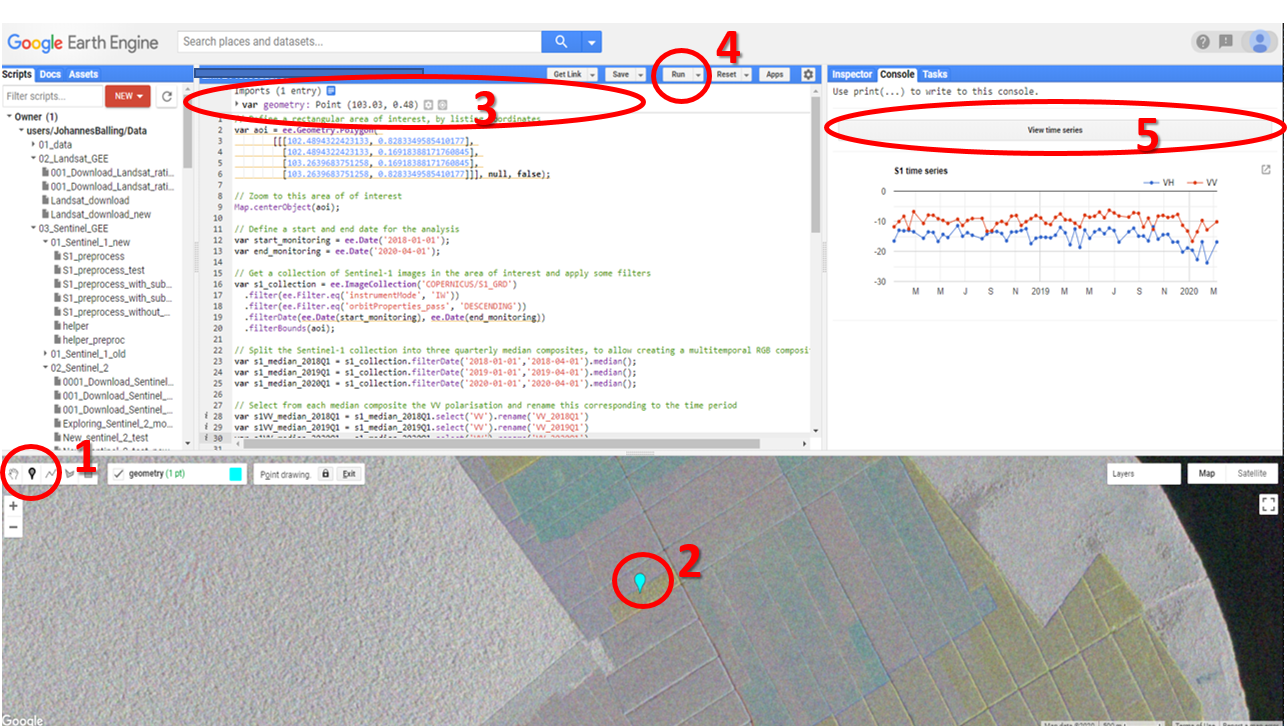 Google Earth Engine
Search places and datasets...
4
Scripts Docs Assets
Get Link Save Run Reset Apps
Inspector Console Tasks
Filter scripts... NEW
Owner (1)
users/JohannesBalling/Data
01_data
02_Landsat_GEE
001_Download_Landsat_rati...
001_Download_Landsat_rati...
Landsat_download
Landsat_download_new
03_Sentinel_GEE
01_Sentinel_1_new
S1_preprocess
S1_preprocess_test
S1_preprocess_with_sub...
S1_preprocess_with_sub...
S1_preprocess_without_...
helper
helper_preproc
01_Sentinel_1_old
02_Sentinel_2
0001_Download_Sentinel...
001_Download_Sentinel_...
001_Download_Sentinel_...
Exploring_Sentinel_2_mo...
New_sentinel_2_test
Imports (1 entry)
var geometry: Point (103.03, 0.48)
3
1 // Define a rectangular area of interest, by listing coordinates
2 var aoi = ee.Geometry.Polygon(
3 [[[102.4894322423133, 0.8283349585410177],
4 [102.4894322423133, 0.16918388171760845],
5 [103.2639683751258, 0.16918388171760845],
6 [103.2639683751258, 0.8283349585410177]]], null, false);
7
8 // Zoom to this area of of interest
9 Map.centerObject(aoi);
10
11 // Define a start and end date for the analysis
12 var start_monitoring = ee.Date('2018-01-01');
13 var end_monitoring = ee.Date('2020-04-01');
14
15 // Get a collection of Sentinel-1 images in the area of interest and apply some filters
16 var s1_collection = ee.ImageCollection('COPERNICUS/S1_GRD')
17 .filter(ee.Filter.eq('instrumentMode', 'IW'))
18 .filter(ee.Filter.eq('orbitProperties_pass', 'DESCENDING'))
19 .filterDate(ee.Date(start_monitoring), ee.Date(end_monitoring))
20 .filterBounds(aoi);
21
22 // Split the Sentinel-1 collection into three quarterly median composites, to allow creating a multitemporal RGB composit
23 var s1_median_2018Q1 = s1_collection.filterDate('2018-01-01','2018-04-01').median();
24 var s1_median_2019Q1 = s1_collection.filterDate('2019-01-01','2019-04-01').median();
25 var s1_median_2020Q1 = s1_collection.filterDate('2020-01-01','2020-04-01').median();
26
27 // Select from each median composite the VV polarisation and rename this corresponding to the time period
i 28 var s1VV_median_2018Q1 = s1_median_2018Q1.select('VV').rename('VV_2018Q1')
i 29 var s1VV_median_2019Q1 = s1_median_2019Q1.select('VV').rename('VV_2019Q1')
i 30
31
Use print(...) to write to this console.
View time series
5
S1 time series
VH VV
0
-10
-20
-30
M M J S N 2019 M M J S N 2020 M
1
geometry (1 pt)
Point drawing. Exit
Layers
Map Satellite
+
−
2
Google